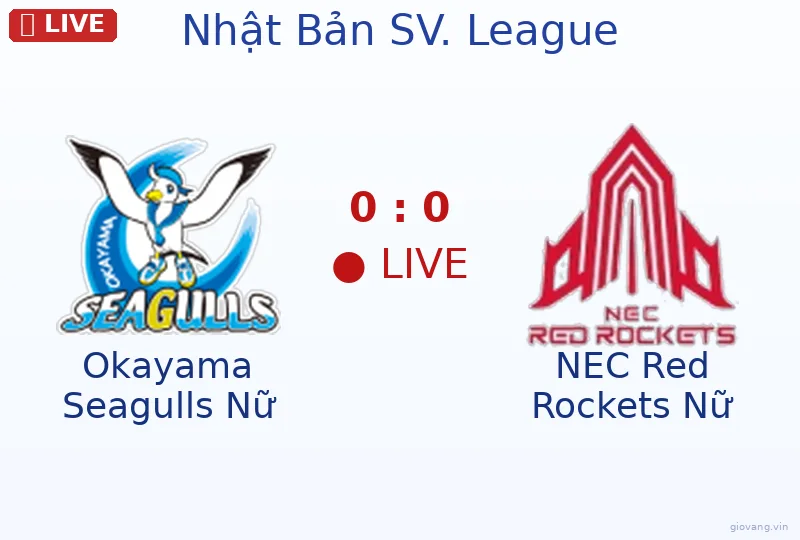 LIVE
Nhật Bản SV. League
OKAYAMA
SEAGULLS
0 : 0
● LIVE
NEC
RED ROCKETS
Okayama
Seagulls Nữ
NEC Red
Rockets Nữ
giovang.vin